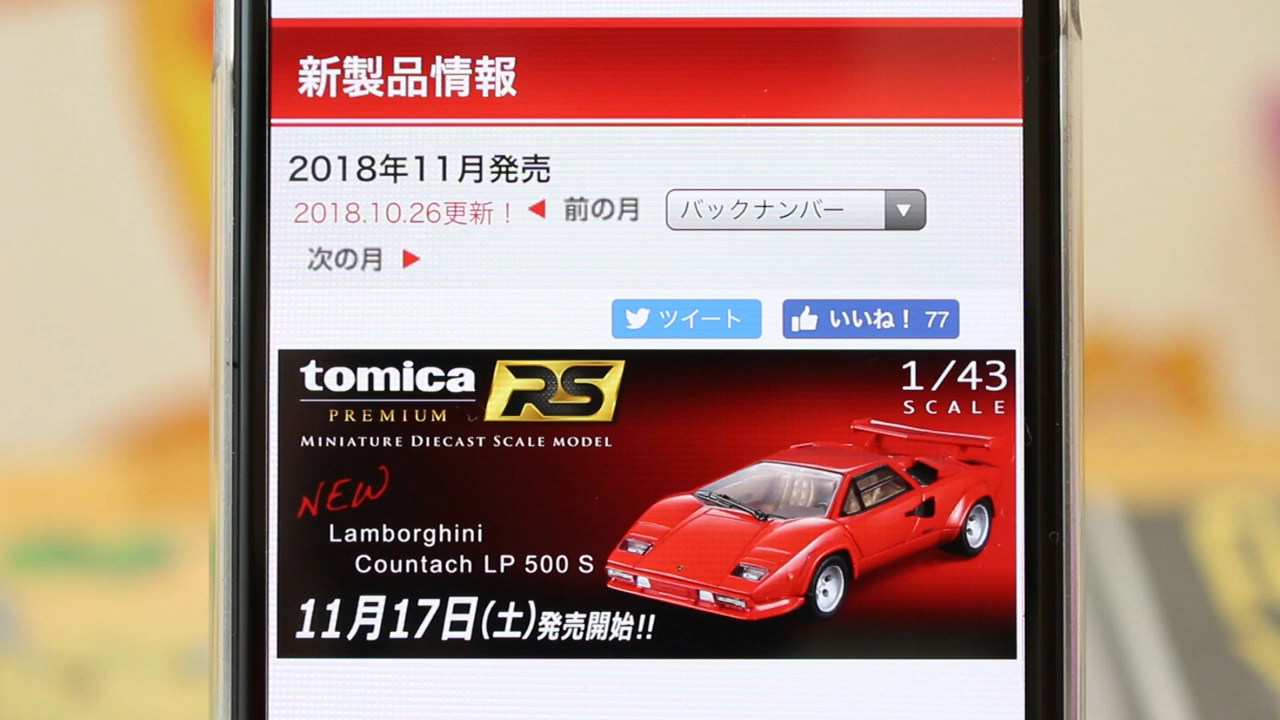 新製品情報
2018年11月発売
2018.10.26更新！ ◀ 前の月 バックナンバー ▼
次の月 ▶
ツイート いいね！ 77
tomica RS 1/43
PREMIUM SCALE
MINIATURE DIECAST SCALE MODEL
NEW
Lamborghini
Countach LP 500 S
11月17日(土)発売開始!!